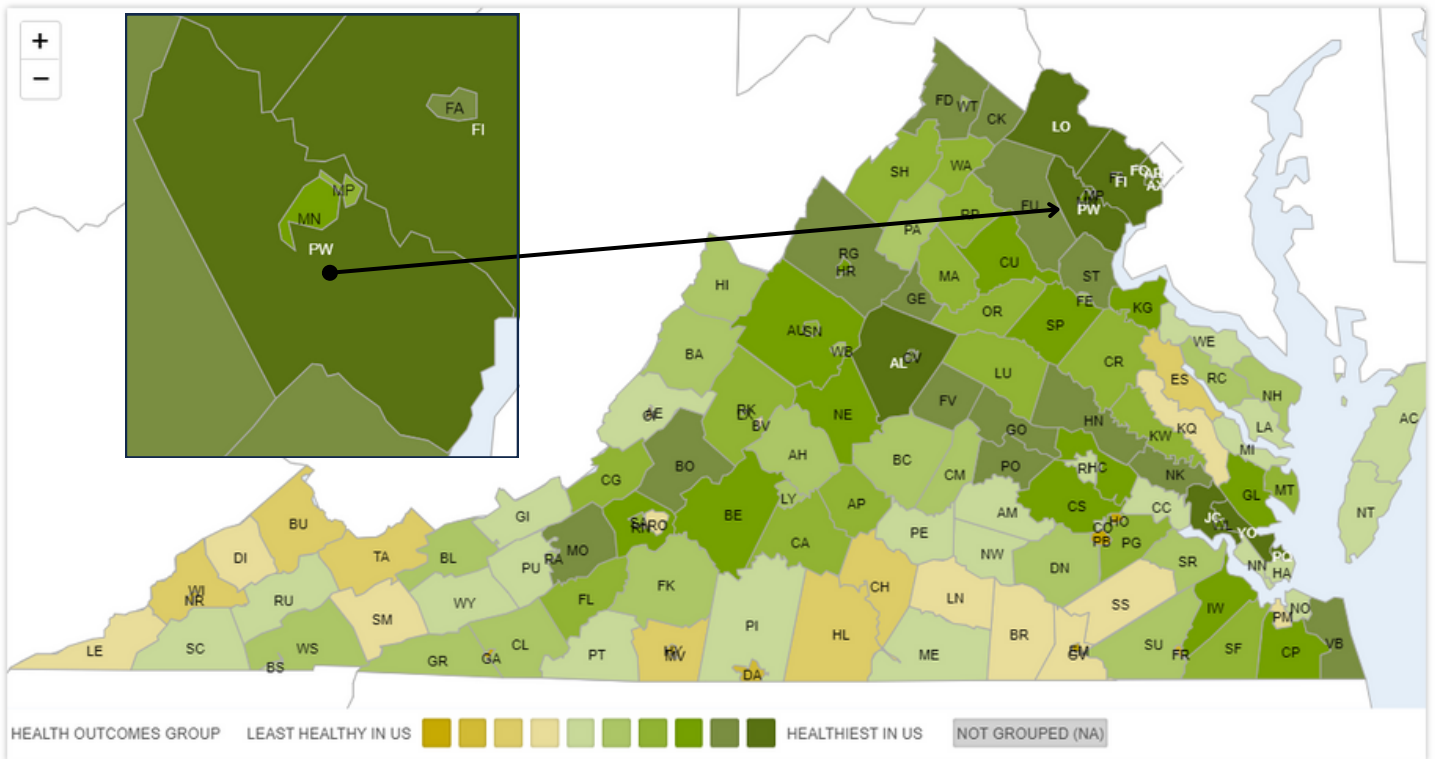 +
−
FA
FI
MP
MN
PW
FD WT
CK
LO
SH
WA
FU
FI
AX
MP
PW
PA
RG
HR
MA
CU
ST
HI
GE
OR
FE
KG
AU SN
SP
WE
BA
WB
AL CV
LU
CR
ES
RC
NH
NE
FV
GO
HN
KW
KQ
LA
AC
BV
AH
BC
CM
PO
RHC
NK
MI
BO
CG
LY
AP
CS
CC
GL
MT
NT
BU
GI
RO
BE
PE
AM
HO
CO
PB
PG
JC
YO
DI
TA
BL
PU
RA
MO
CA
NW
DN
SR
NN
HA
WI
NR
RU
WY
FL
FK
CH
LN
SS
IW
NO
PM
LE
SC
SM
WS
BS
GR
GA
CL
PT
MV
PI
DA
HL
ME
BR
SU
FR
SF
CP
VB
HEALTH OUTCOMES GROUP LEAST HEALTHY IN US HEALTHIEST IN US NOT GROUPED (NA)